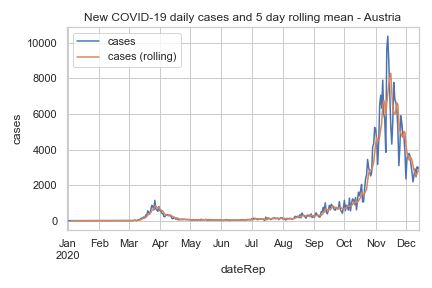 New COVID-19 daily cases and 5 day rolling mean - Austria
cases
cases (rolling)
10000
8000
6000
4000
2000
0
cases
Jan Feb Mar Apr May Jun Jul Aug Sep Oct Nov Dec
2020
dateRep